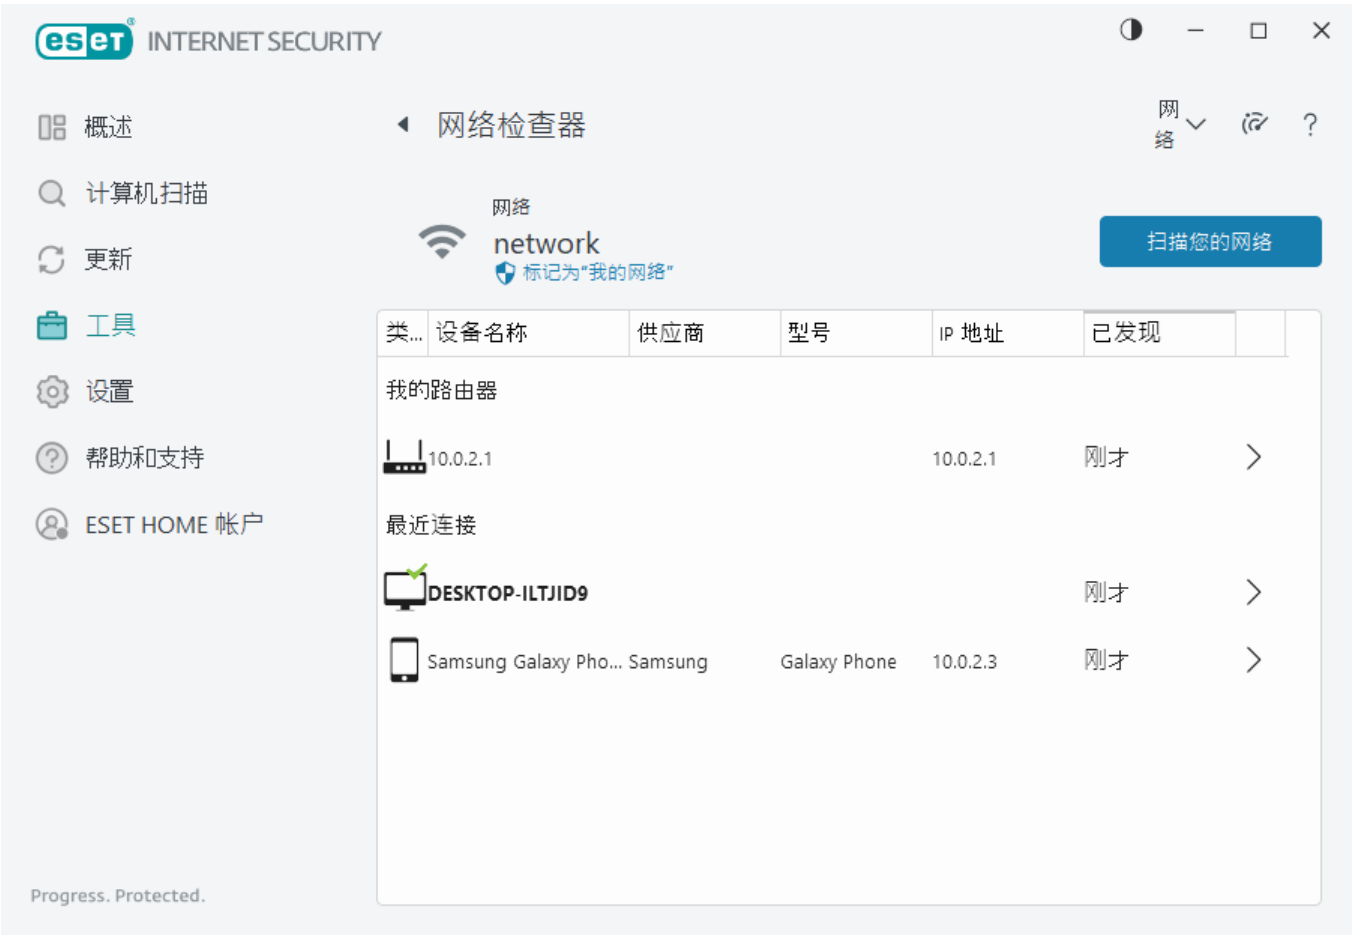 eset® INTERNET SECURITY
概述
计算机扫描
更新
工具
设置
帮助和支持
ESET HOME 帐户
Progress. Protected.
网络检查器
网
络
?
网络
network
标记为“我的网络”
扫描您的网络
类... 设备名称 供应商 型号 IP 地址 已发现
我的路由器
10.0.2.1 10.0.2.1 刚才
最近连接
DESKTOP-ILTJID9 刚才
Samsung Galaxy Pho... Samsung Galaxy Phone 10.0.2.3 刚才